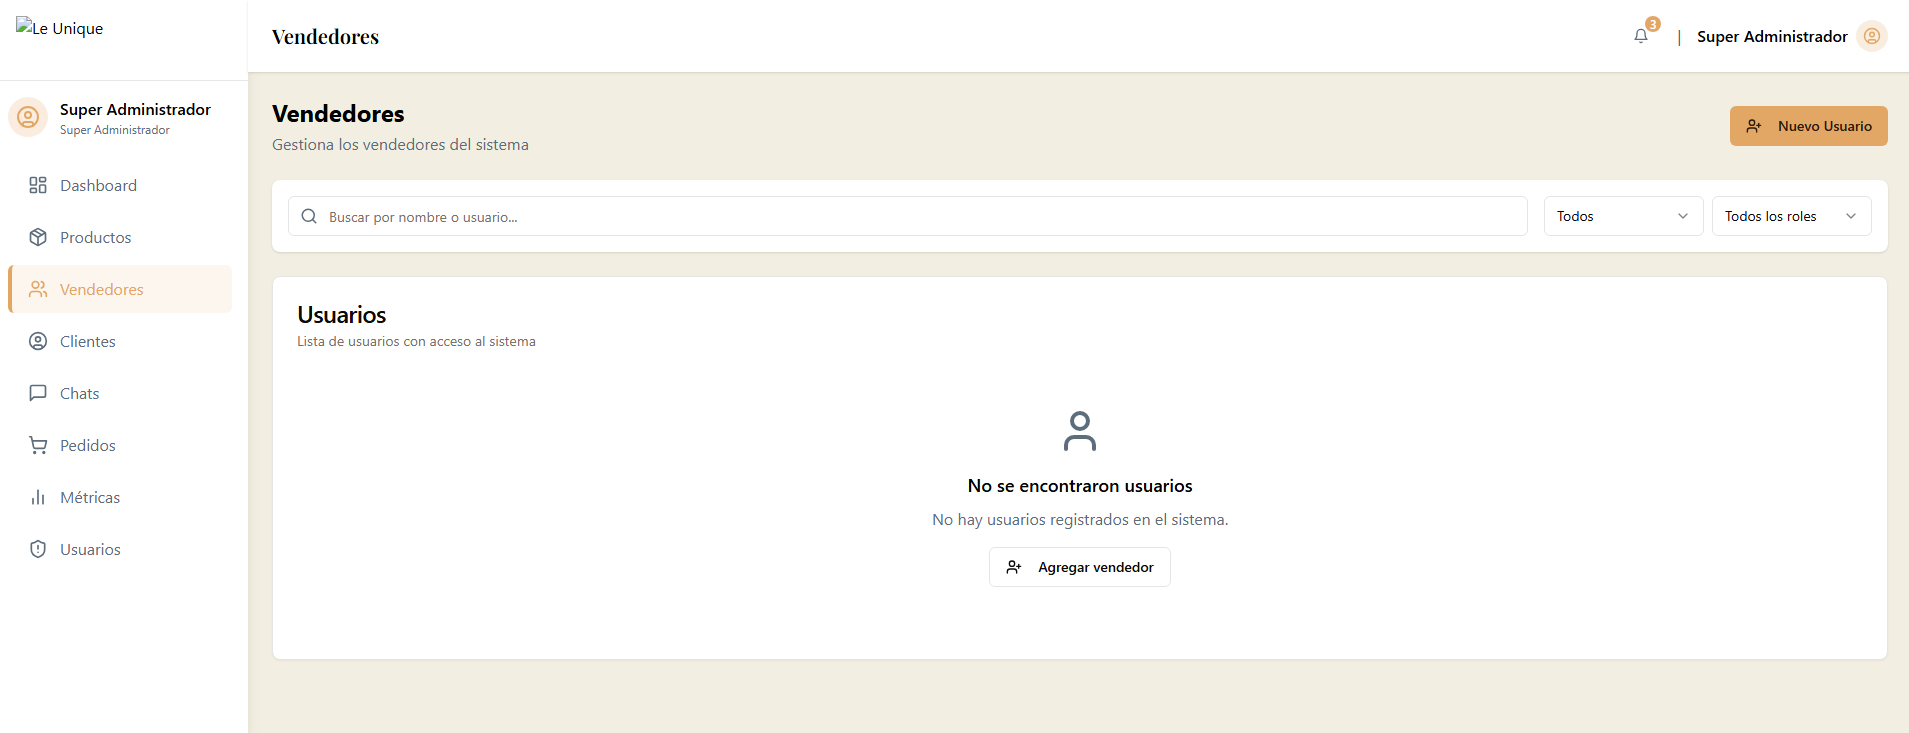 Le Unique
Super Administrador
Super Administrador
Dashboard
Productos
Vendedores
Clientes
Chats
Pedidos
Métricas
Usuarios
Vendedores
3
| Super Administrador
Vendedores
Gestiona los vendedores del sistema
Nuevo Usuario
Buscar por nombre o usuario...
Todos
Todos los roles
Usuarios
Lista de usuarios con acceso al sistema
No se encontraron usuarios
No hay usuarios registrados en el sistema.
Agregar vendedor